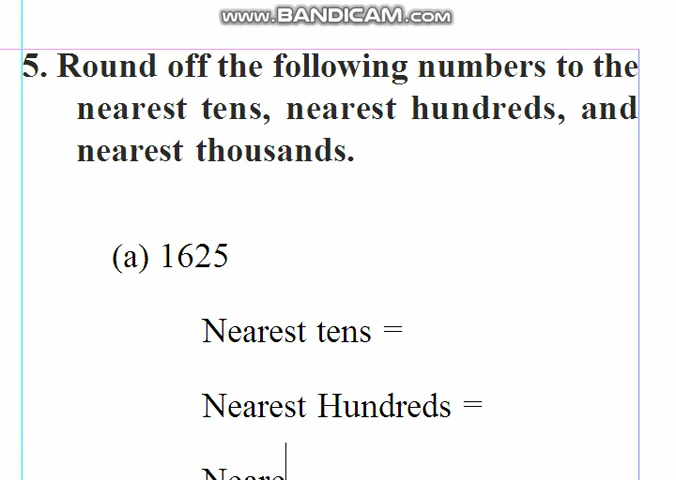 www.BANDICAM.com
5. Round off the following numbers to the
nearest tens, nearest hundreds, and
nearest thousands.
(a) 1625
Nearest tens =
Nearest Hundreds =
Neare